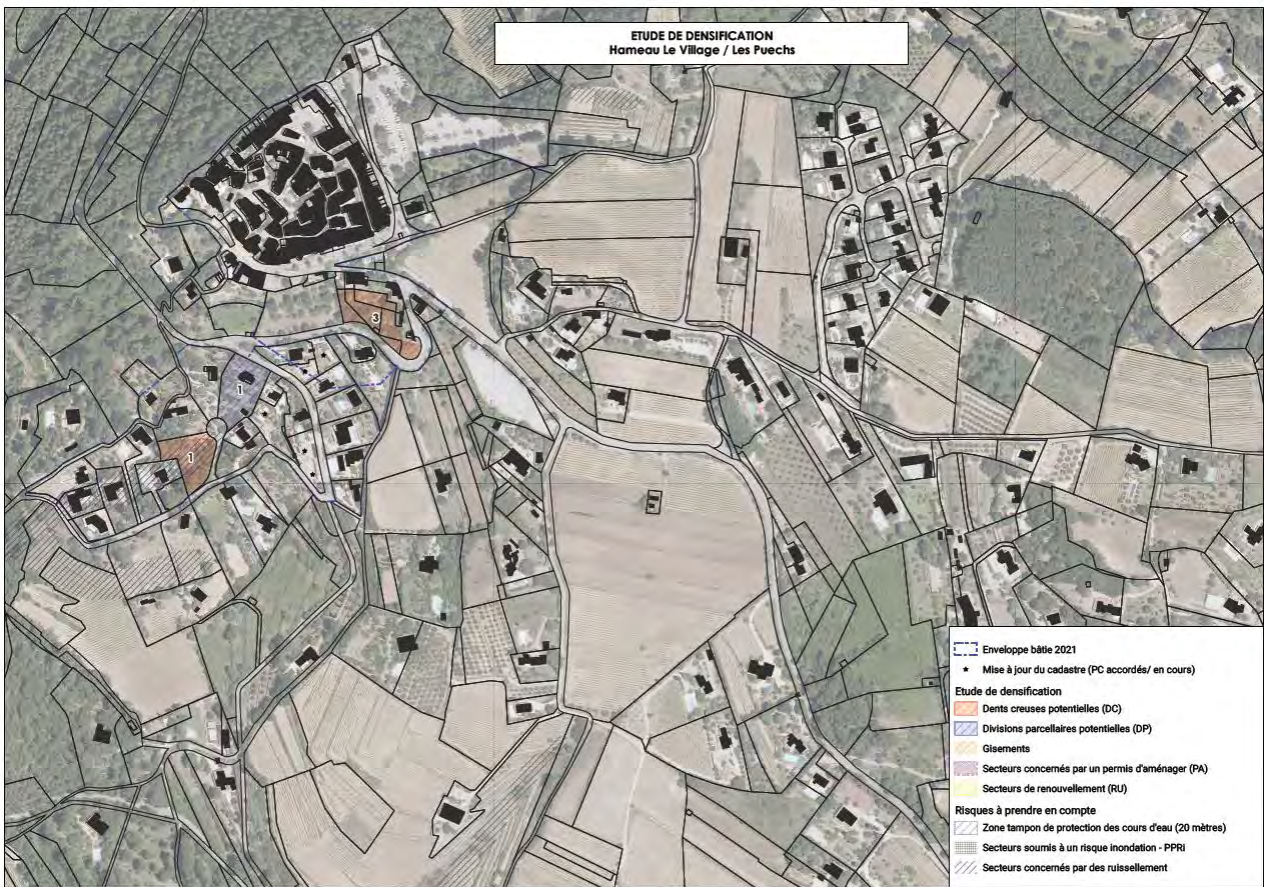 ETUDE DE DENSIFICATION
Hameau Le Village / Les Puechs
3
1
1
Enveloppe bâtie 2021
Mise à jour du cadastre (PC accordés/ en cours)
Etude de densification
Dents creuses potentielles (DC)
Divisions parcellaires potentielles (DP)
Gisements
Secteurs concernés par un permis d'aménager (PA)
Secteurs de renouvellement (RU)
Risques à prendre en compte
Zone tampon de protection des cours d'eau (20 mètres)
Secteurs soumis à un risque inondation - PPRi
Secteurs concernés par des ruissellement